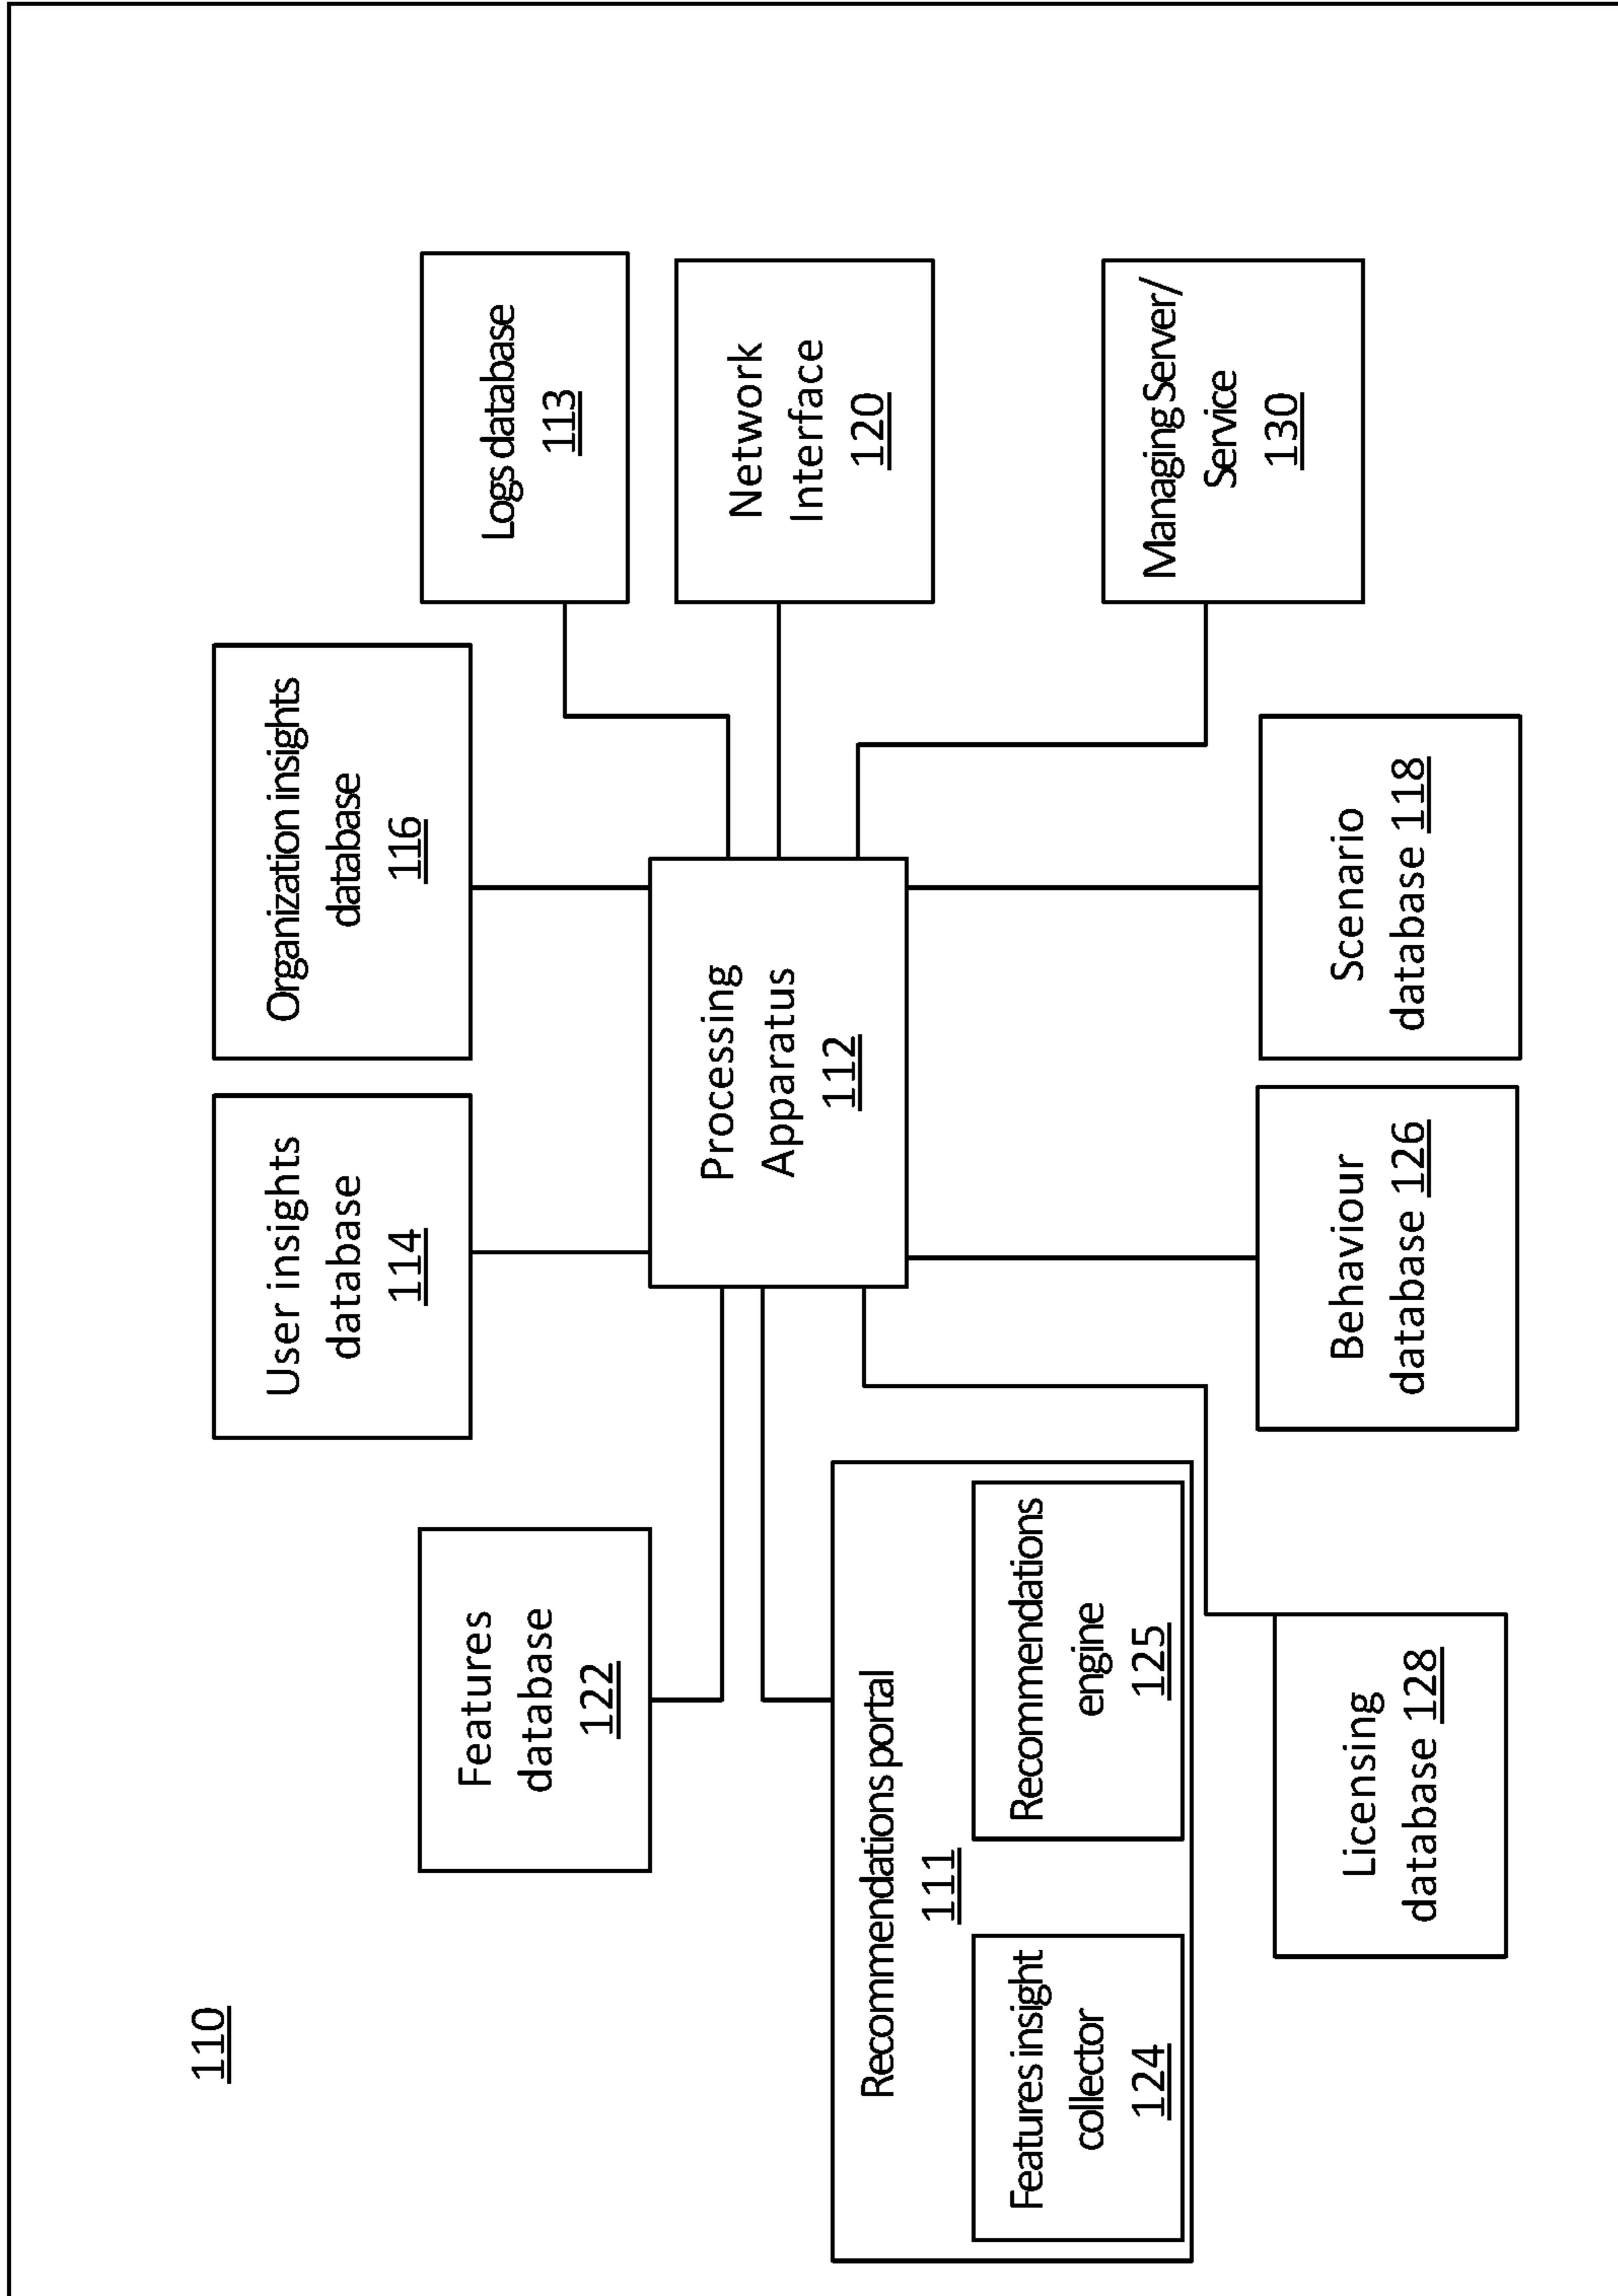 110
User insights
database
114
Organization insights
database
116
Features
database
122
Logs database
113
Processing
Apparatus
112
Network
Interface
120
Recommendations portal
111
Features insight
collector
124
Recommendations
engine
125
Managing Server/
Service
130
Licensing
database 128
Behaviour
database 126
Scenario
database 118